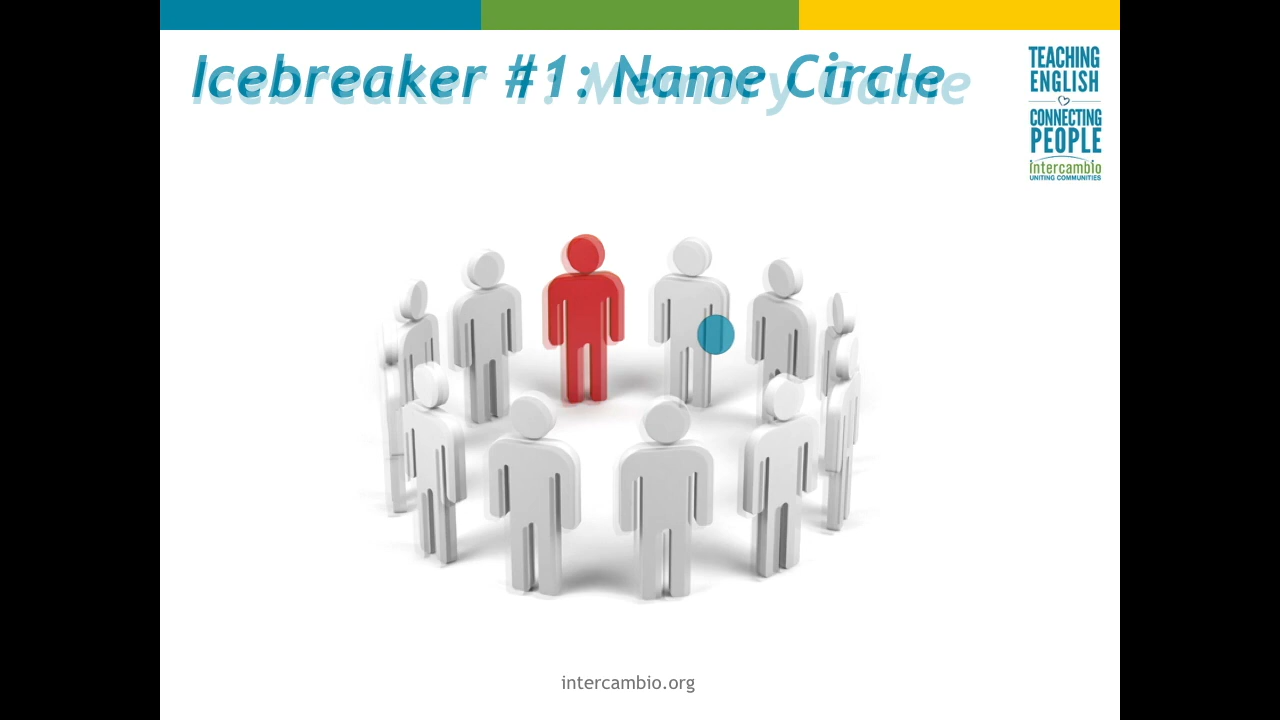 Icebreaker #1: Name Circle
Icebreaker #1: Memory Game
TEACHING
ENGLISH
CONNECTING
PEOPLE
intercambio
UNITING COMMUNITIES
intercambio.org